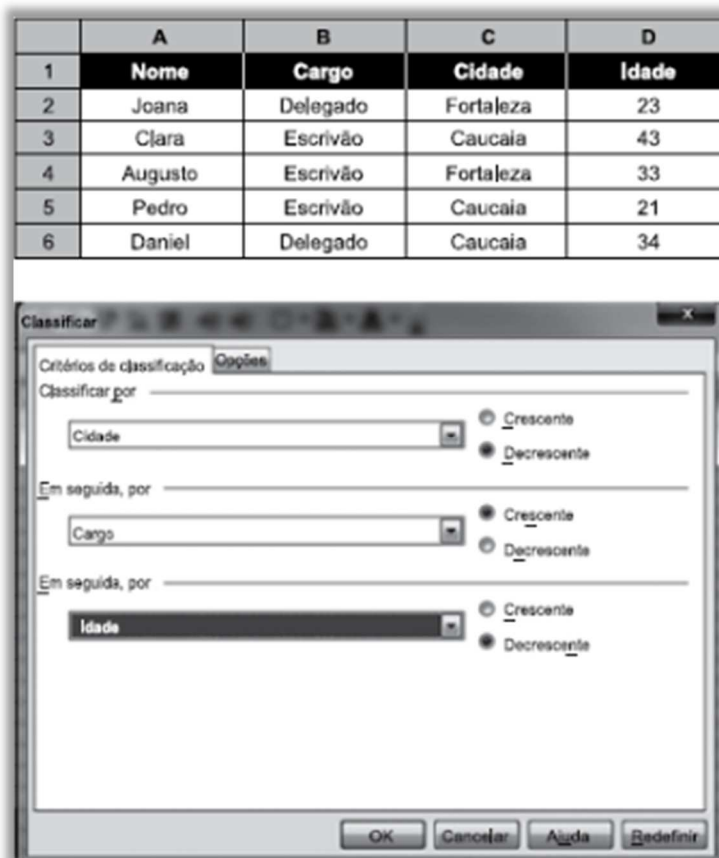 A B C D
1 Nome Cargo Cidade Idade
2 Joana Delegado Fortaleza 23
3 Clara Escrivão Caucaia 43
4 Augusto Escrivão Fortaleza 33
5 Pedro Escrivão Caucaia 21
6 Daniel Delegado Caucaia 34
Classificar
Critérios de classificação Opções
Classificar por
Cidade
Crescente
Decrescente
Em seguida, por
Cargo
Crescente
Decrescente
Em seguida, por
Idade
Crescente
Decrescente
OK Cancelar Ajuda Redefinir